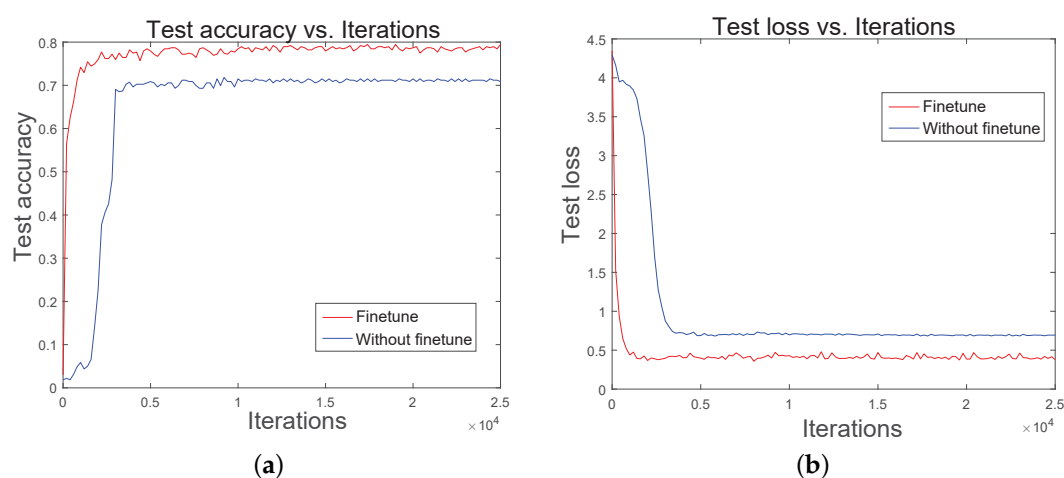 Test accuracy vs. Iterations
0.8
0.7
0.6
0.5
0.4
0.3
0.2
0.1
0
Test accuracy
Finetune
Without finetune
0 0.5 1 1.5 2 2.5
Iterations
×10⁴
(a)
Test loss vs. Iterations
4.5
4
3.5
3
2.5
2
1.5
1
0.5
0
Test loss
Finetune
Without finetune
0 0.5 1 1.5 2 2.5
Iterations
×10⁴
(b)